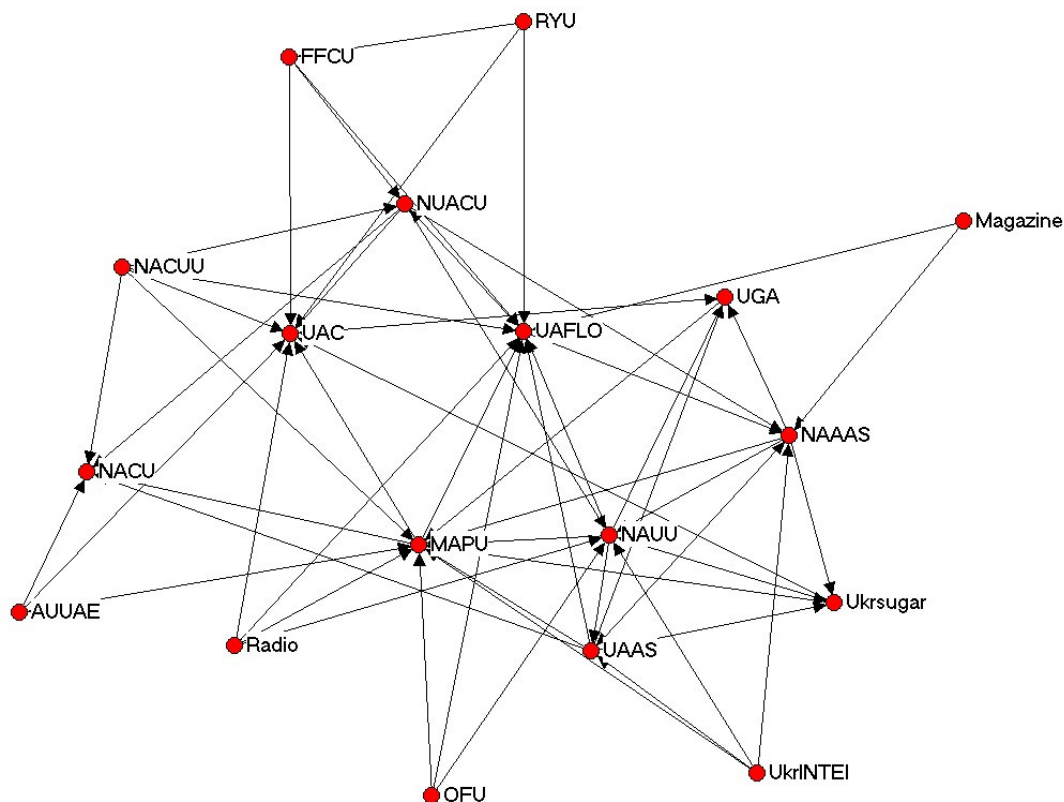 RYU
FFCU
NUACU
Magazine
NACUU
UGA
UAC
UAFLO
NAAAS
NACU
MAPU
NAUU
Ukrsugar
AUUAE
Radio
UAAS
UkrINTEI
OFU